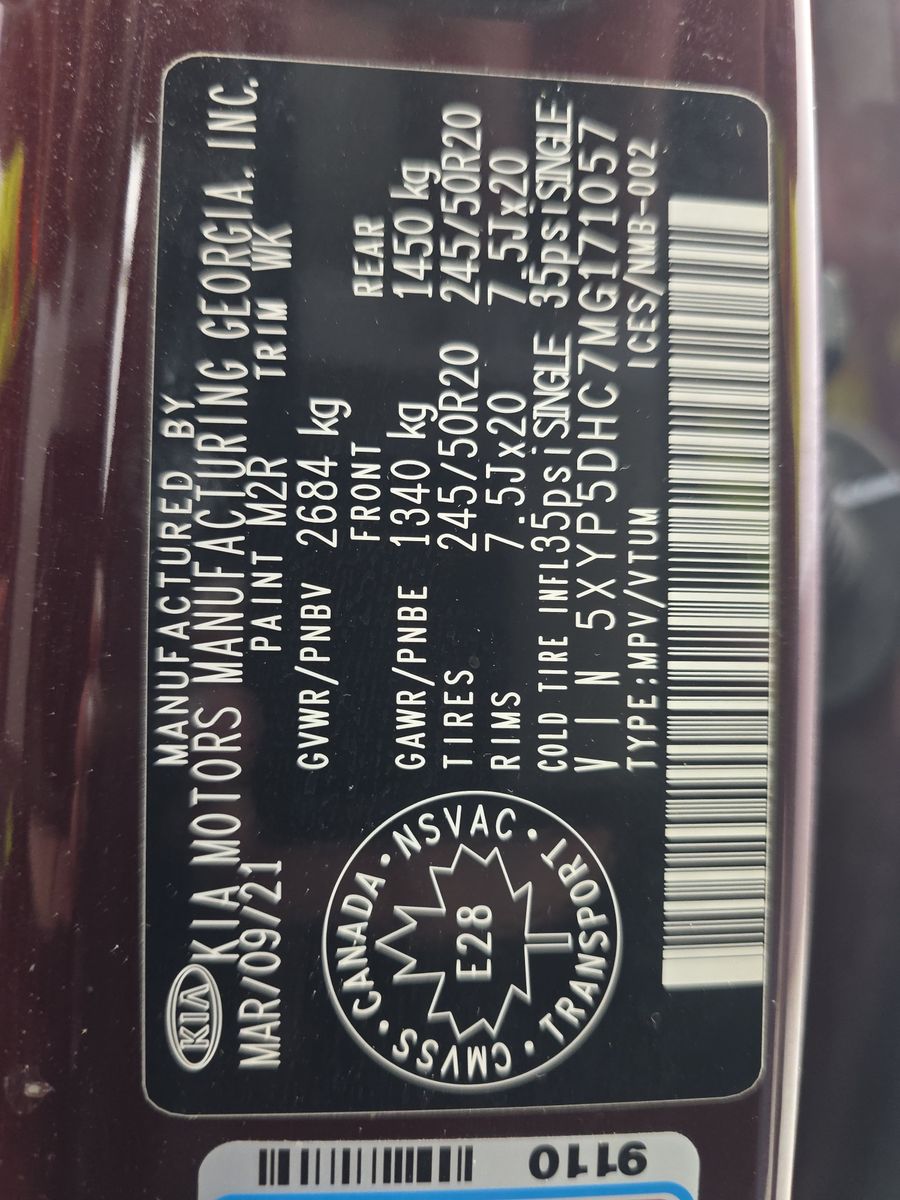 MANUFACTURED BY
KIA KIA MOTORS MANUFACTURING GEORGIA, INC.
MAR/09/21 PAINT M2R TRIM WK
GVWR/PNBV 2684 kg
FRONT REAR
GAWR/PNBE 1340 kg 1450 kg
TIRES 245/50R20 245/50R20
RIMS 7.5Jx20 7.5Jx20
COLD TIRE INFL35psiSINGLE 35psiSINGLE
VIN 5XYP5DHC7MG171057
TYPE:MPV/VTUM ICES/NMB-002
CANADA · NSVAC · TRANSPORT · CMVSS ·
E28
9110